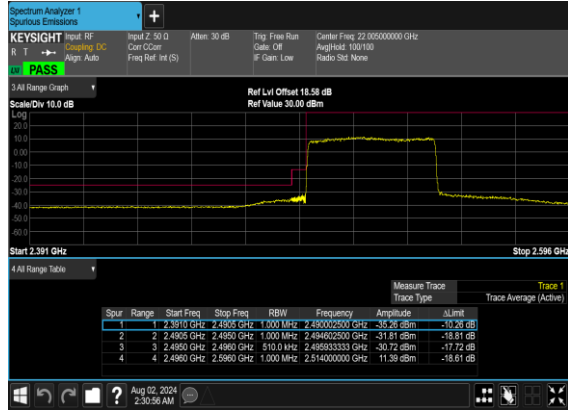 Spectrum Analyzer 1
Spurious Emissions
+
KEYSIGHT Input: RF Input Z: 50 Ω Atten: 30 dB Trig: Free Run Center Freq: 22.005000000 GHz
R T Coupling: DC Corr CCorr Gate: Off Avg|Hold: 100/100
Align: Auto Freq Ref: Int (S) IF Gain: Low Radio Std: None
PASS
3 All Range Graph
Ref Lvl Offset 18.58 dB
Scale/Div 10.0 dB Ref Value 30.00 dBm
Log
20.0
10.0
0.00
-10.0
-20.0
-30.0
-40.0
-50.0
-60.0
Start 2.391 GHz Stop 2.596 GHz
4 All Range Table
Measure Trace Trace 1
Trace Type Trace Average (Active)
Spur Range Start Freq Stop Freq RBW Frequency Amplitude ΔLimit
1 1 2.3910 GHz 2.4905 GHz 1.000 MHz 2.490002500 GHz -35.26 dBm -10.26 dB
2 2 2.4905 GHz 2.4950 GHz 1.000 MHz 2.494602500 GHz -31.81 dBm -18.81 dB
3 3 2.4950 GHz 2.4960 GHz 510.0 kHz 2.495933333 GHz -30.72 dBm -17.72 dB
4 4 2.4960 GHz 2.5960 GHz 1.000 MHz 2.514000000 GHz 11.39 dBm -18.61 dB
?
Aug 02, 2024
2:30:56 AM